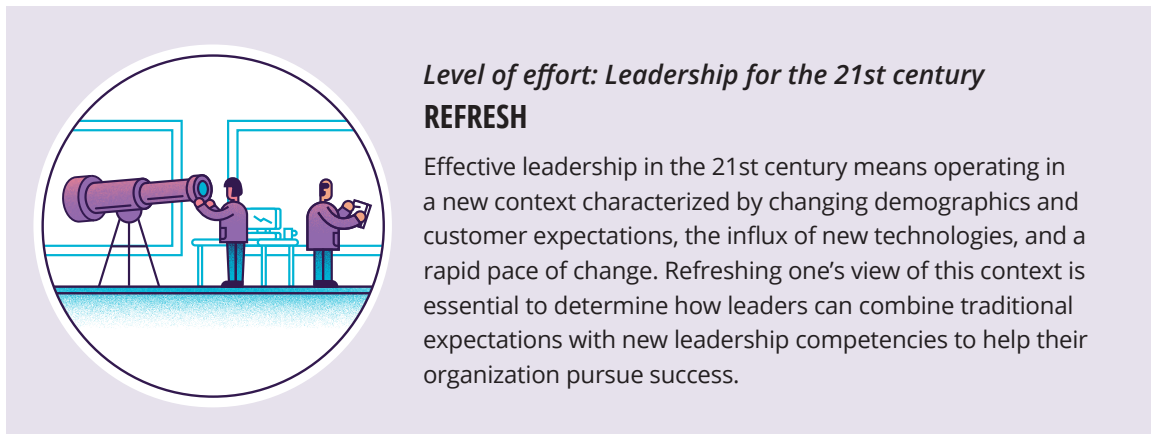 Level of effort: Leadership for the 21st century
REFRESH
Effective leadership in the 21st century means operating in
a new context characterized by changing demographics and
customer expectations, the influx of new technologies, and a
rapid pace of change. Refreshing one’s view of this context is
essential to determine how leaders can combine traditional
expectations with new leadership competencies to help their
organization pursue success.